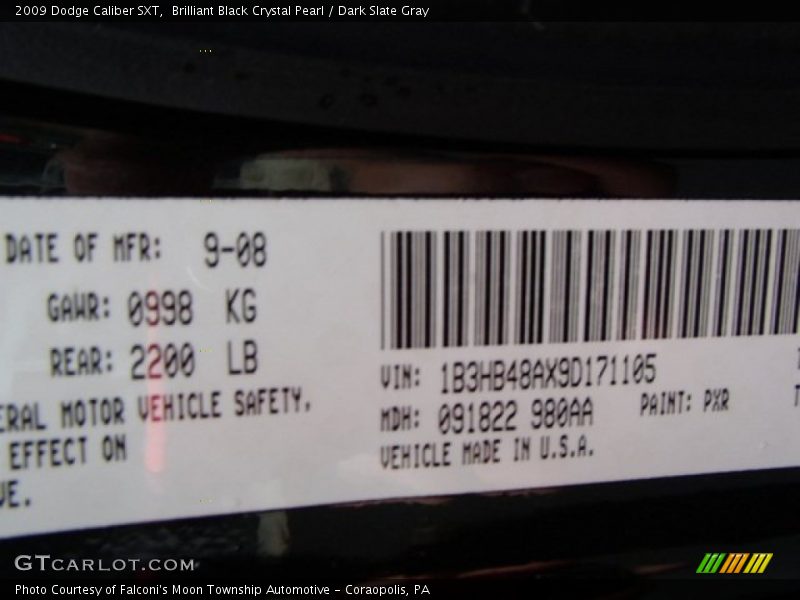 2009 Dodge Caliber SXT,  Brilliant Black Crystal Pearl / Dark Slate Gray
DATE OF MFR: 9-08
GAWR: 0998 KG
REAR: 2200 LB
ERAL MOTOR VEHICLE SAFETY,
EFFECT ON
VE.
VIN: 1B3HB48AX9D171105
MDH: 091822 980AA PAINT: PXR
VEHICLE MADE IN U.S.A.
GTCARLOT.COM
Photo Courtesy of Falconi's Moon Township Automotive - Coraopolis, PA